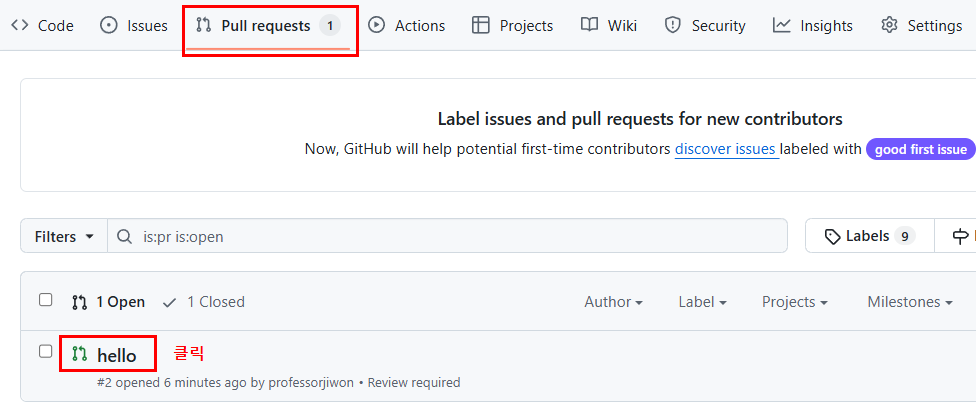 Code Issues Pull requests 1 Actions Projects Wiki Security Insights Settings
Label issues and pull requests for new contributors
Now, GitHub will help potential first-time contributors discover issues labeled with good first issue
Filters is:pr is:open Labels 9
1 Open 1 Closed Author Label Projects Milestones
hello 클릭
#2 opened 6 minutes ago by professorjiwon • Review required